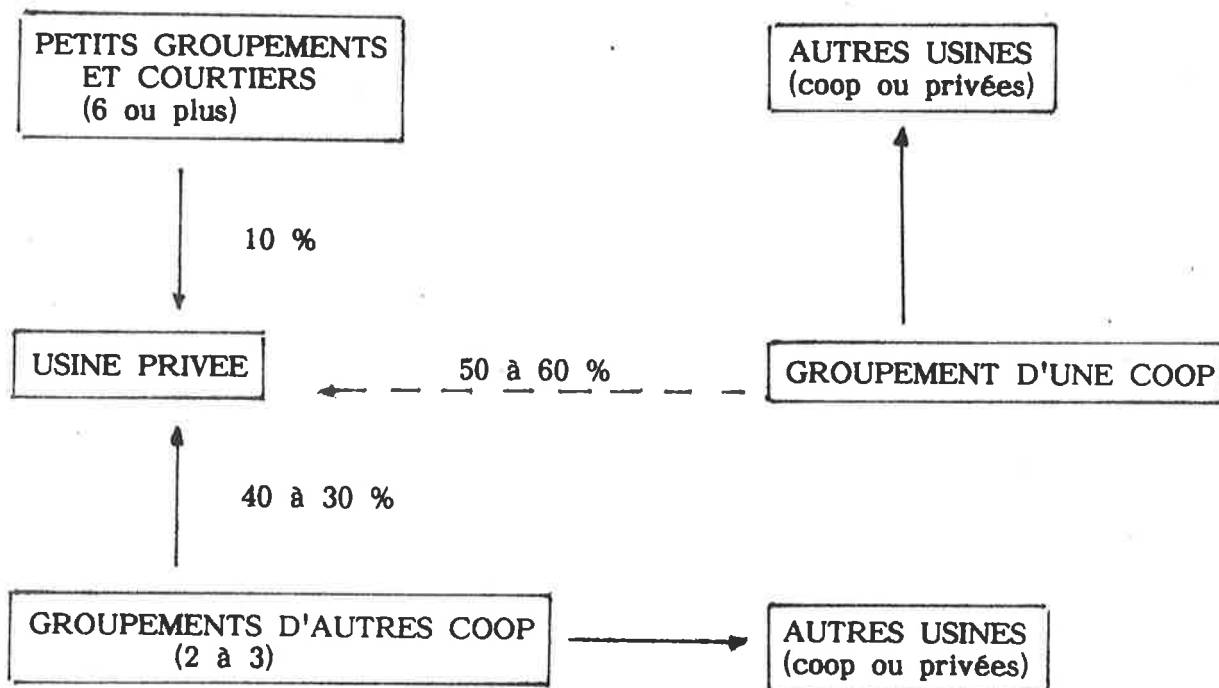 PETITS GROUPEMENTS
ET COURTIERS
(6 ou plus)
AUTRES USINES
(coop ou privées)
10 %
USINE PRIVEE
50 à 60 %
GROUPEMENT D'UNE COOP
40 à 30 %
GROUPEMENTS D'AUTRES COOP
(2 à 3)
AUTRES USINES
(coop ou privées)